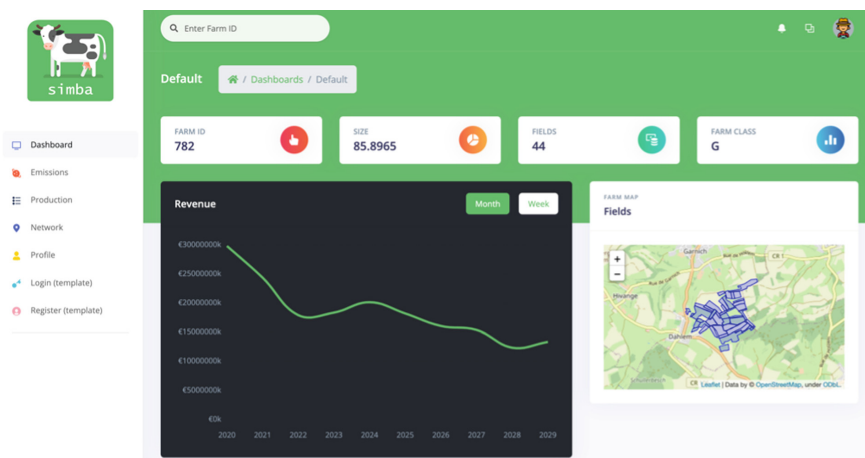 simba
Dashboard
Emissions
Production
Network
Profile
Login (template)
Register (template)
Enter Farm ID
Default
/ Dashboards / Default
FARM ID
782
SIZE
85.8965
FIELDS
44
FARM CLASS
G
Revenue
Month
Week
€30000000k
€25000000k
€20000000k
€15000000k
€10000000k
€5000000k
€0k
2020 2021 2022 2023 2024 2025 2026 2027 2028 2029
FARM MAP
Fields
+
−
Garnich
CR 1
Hivange
Dahlem
CR
Leaflet | Data by © OpenStreetMap, under ODbL.